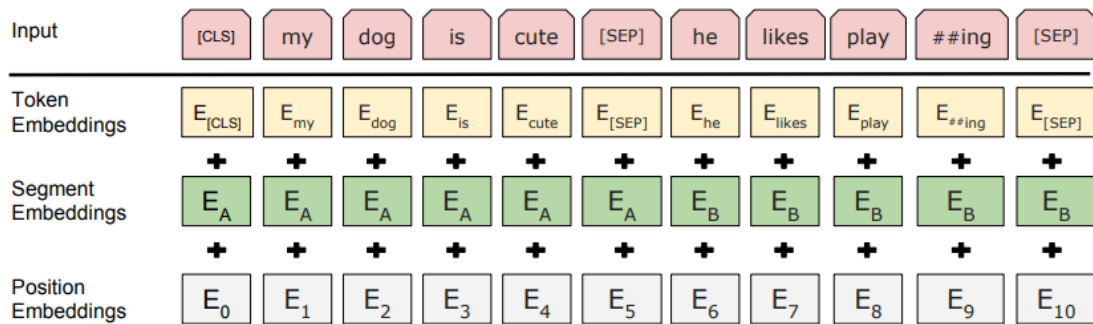 Input [CLS] my dog is cute [SEP] he likes play ##ing [SEP]
Token Embeddings E[CLS] Emy Edog Eis Ecute E[SEP] Ehe Elikes Eplay E##ing E[SEP]
+ + + + + + + + + + +
Segment Embeddings EA EA EA EA EA EA EB EB EB EB EB
+ + + + + + + + + + +
Position Embeddings E0 E1 E2 E3 E4 E5 E6 E7 E8 E9 E10